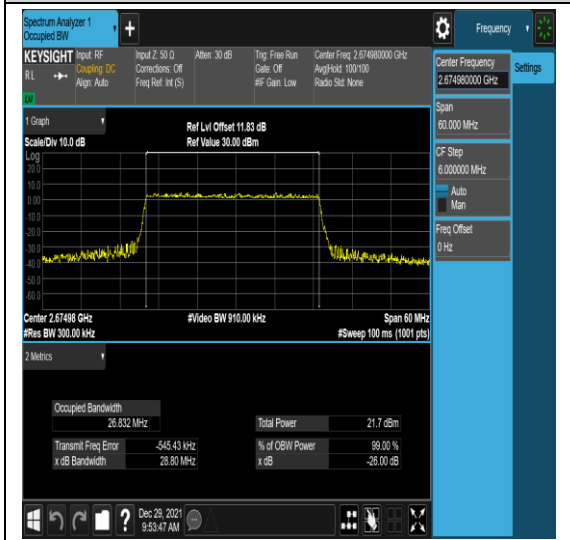 Spectrum Analyzer 1
Occupied BW
Frequency
KEYSIGHT
RL
Input: RF
Coupling: DC
Align: Auto
Input Z: 50 Ω
Corrections: Off
Freq Ref: Int (S)
Atten: 30 dB
Trig: Free Run
Gate: Off
#IF Gain: Low
Center Freq: 2.674980000 GHz
Avg|Hold: 100/100
Radio Std: None
Center Frequency
2.674980000 GHz
Settings
Span
60.000 MHz
CF Step
6.000000 MHz
Auto
Man
Freq Offset
0 Hz
1 Graph
Scale/Div 10.0 dB
Ref Lvl Offset 11.83 dB
Ref Value 30.00 dBm
Log
20.0
10.0
0.00
-10.0
-20.0
-30.0
-40.0
-50.0
-60.0
Center 2.67498 GHz
#Res BW 300.00 kHz
#Video BW 910.00 kHz
Span 60 MHz
#Sweep 100 ms (1001 pts)
2 Metrics
Occupied Bandwidth
26.832 MHz
Total Power
21.7 dBm
Transmit Freq Error
-545.43 kHz
% of OBW Power
99.00 %
x dB Bandwidth
28.80 MHz
x dB
-26.00 dB
?
Dec 29, 2021
9:53:47 AM